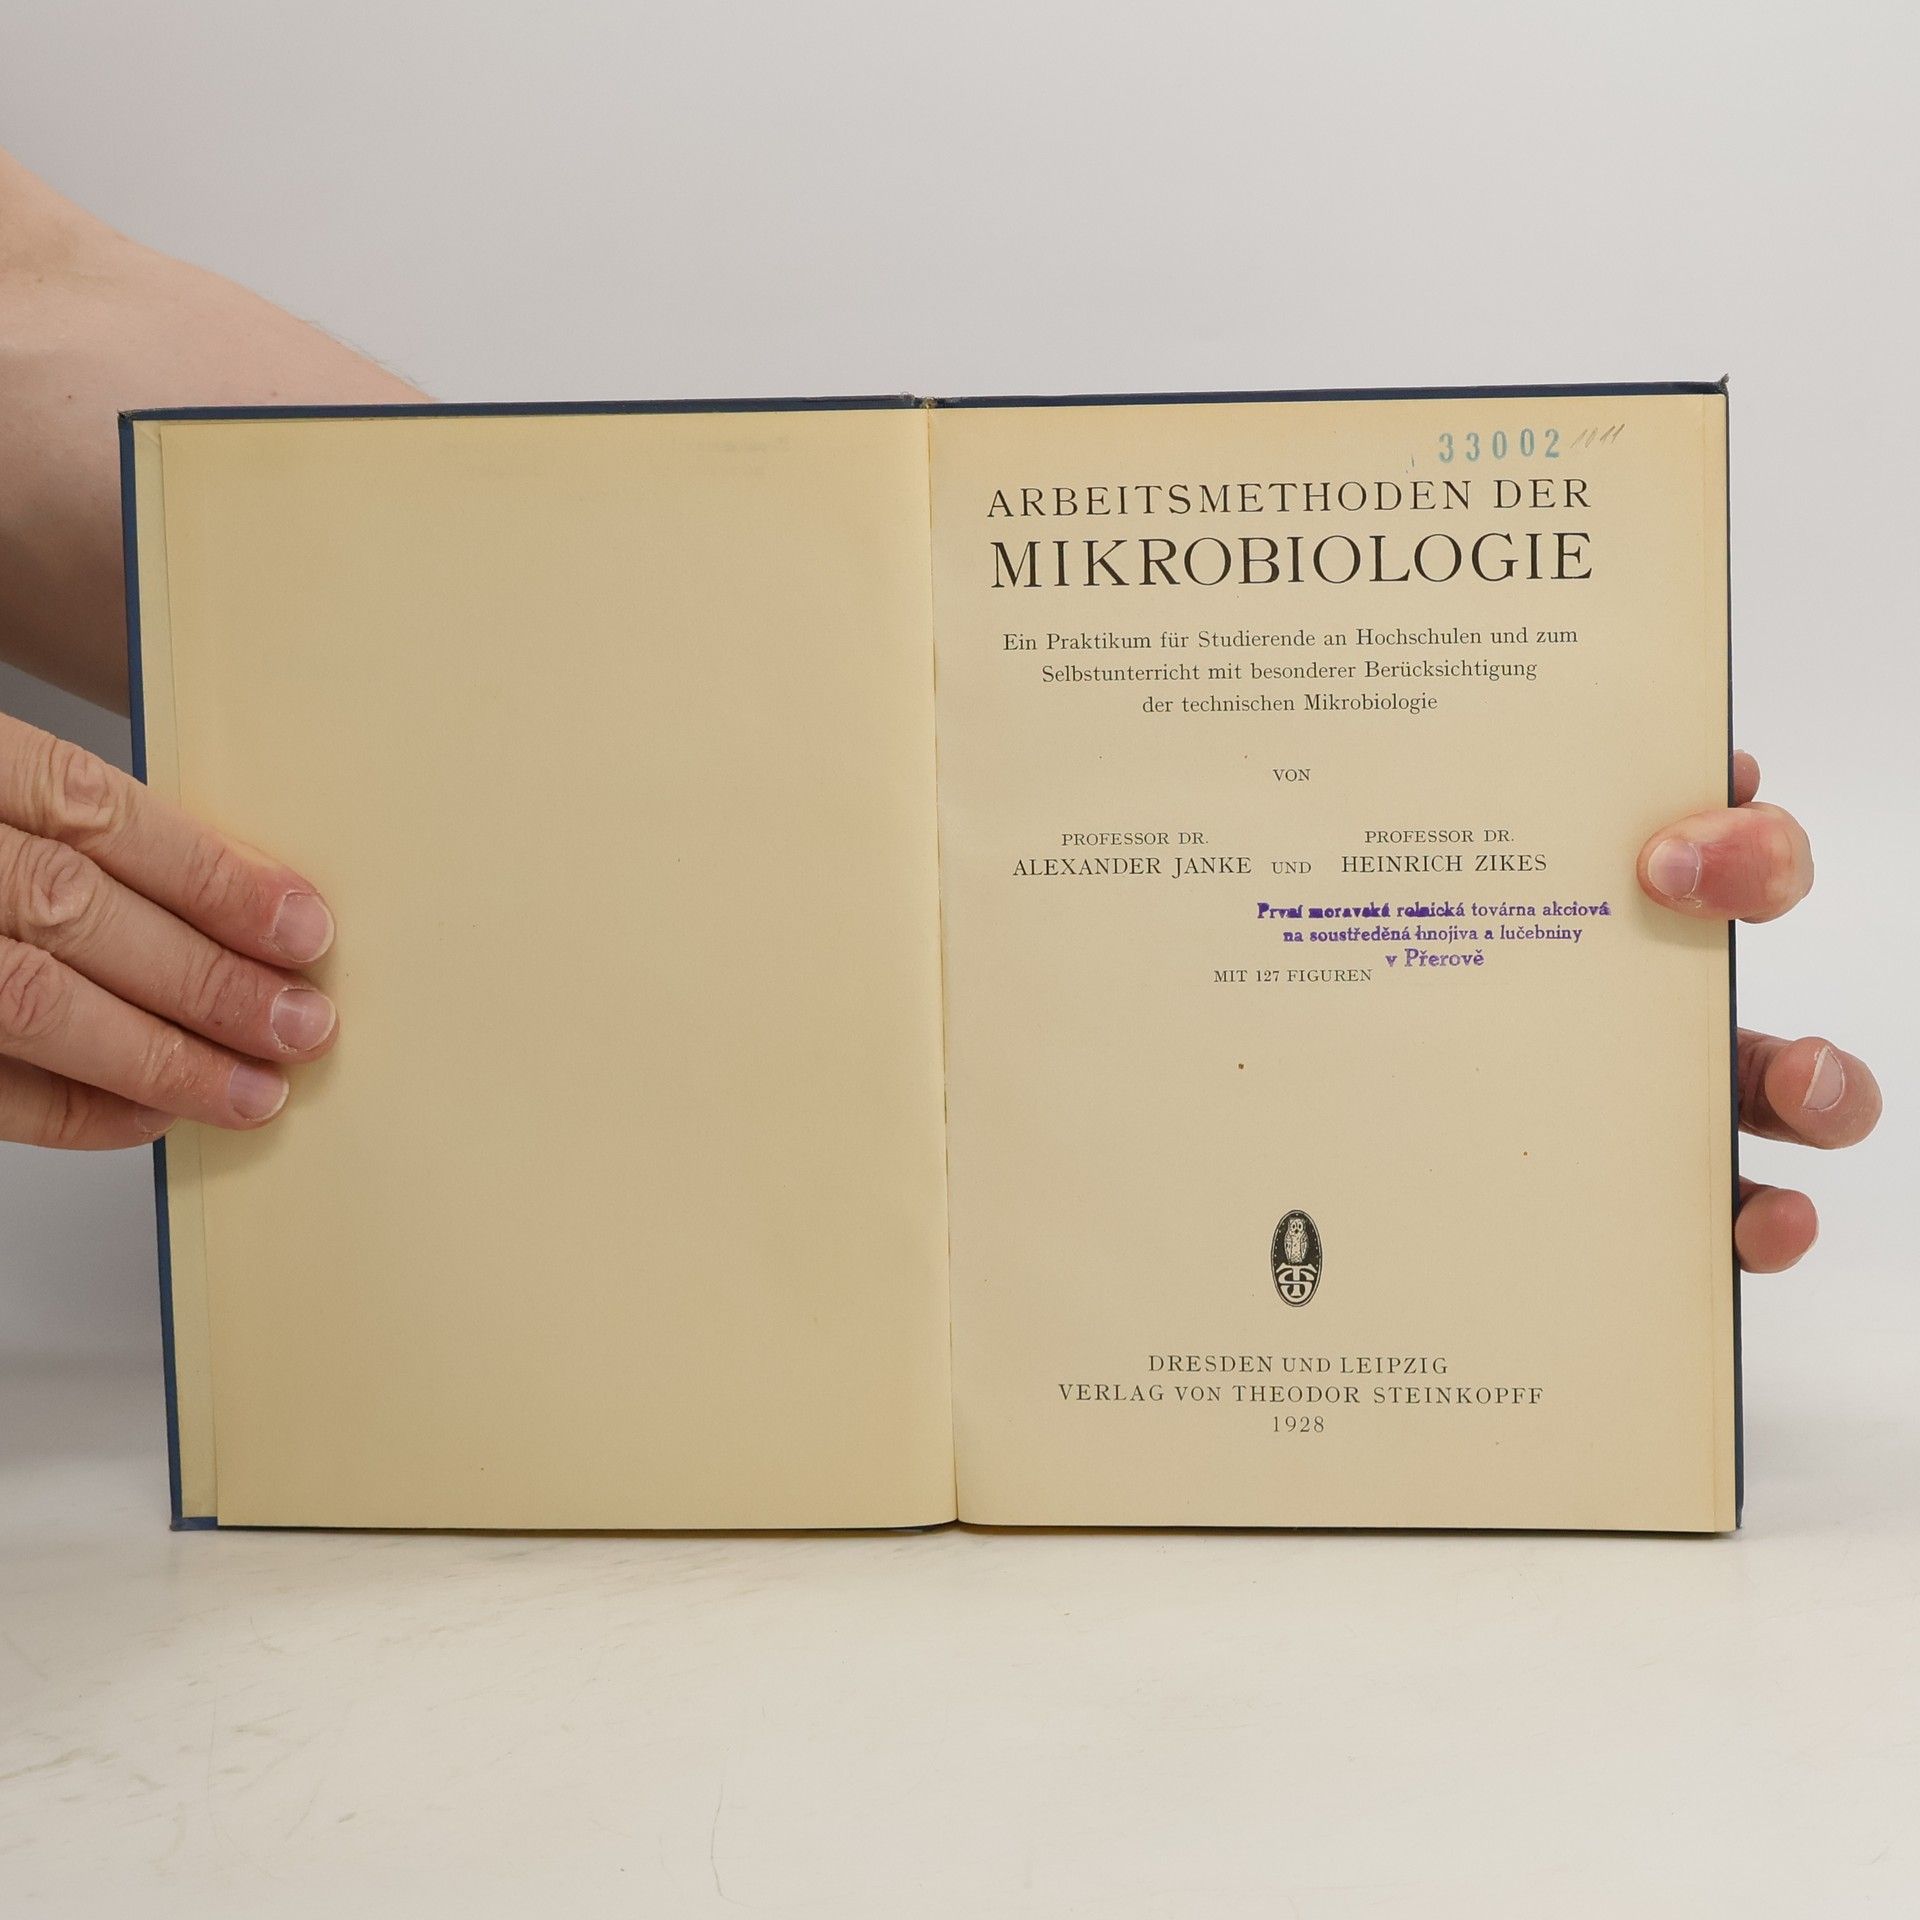 33002 1011
ARBEITSMETHODEN DER
MIKROBIOLOGIE
Ein Praktikum für Studierende an Hochschulen und zum
Selbstunterricht mit besonderer Berücksichtigung
der technischen Mikrobiologie
VON
PROFESSOR DR. PROFESSOR DR.
ALEXANDER JANKE UND HEINRICH ZIKES
První moravská rolnická továrna akciová
na soustředěná hnojiva a lučebniny
v Přerově
MIT 127 FIGUREN
TS
DRESDEN UND LEIPZIG
VERLAG VON THEODOR STEINKOPFF
1928